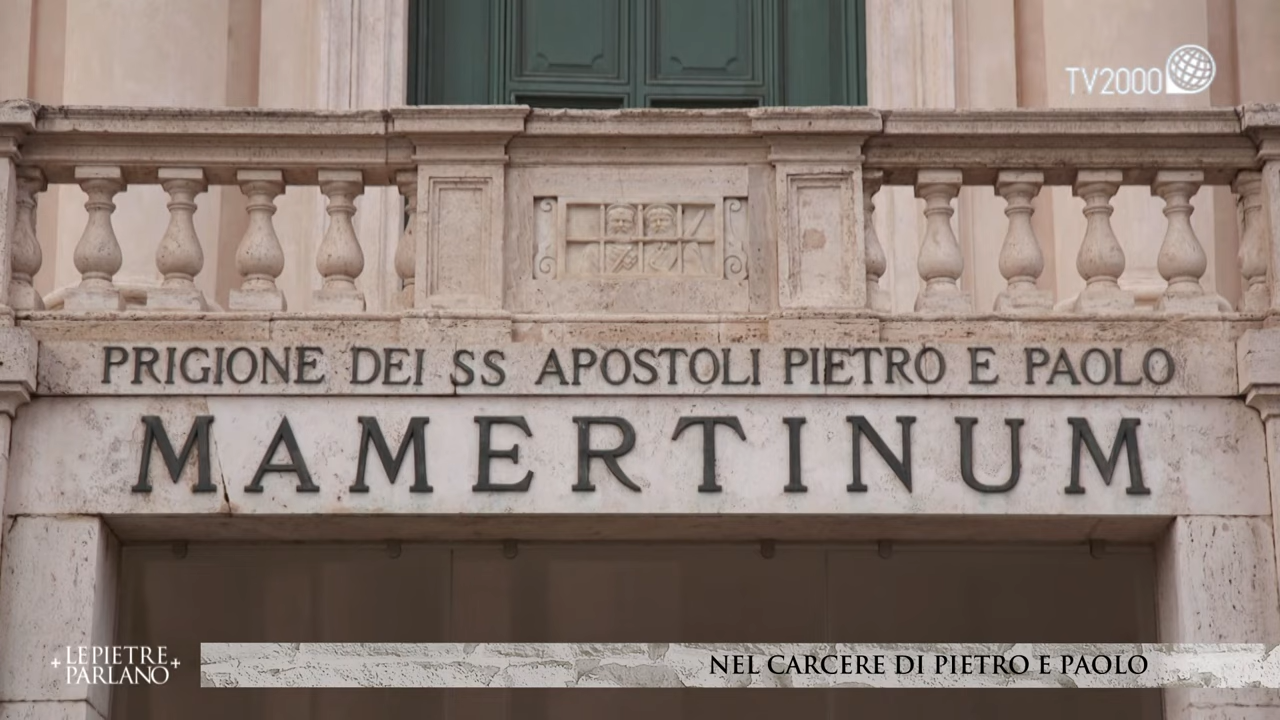 TV2000
PRIGIONE DEI SS APOSTOLI PIETRO E PAOLO
MAMERTINUM
LE PIETRE
PARLANO
NEL CARCERE DI PIETRO E PAOLO